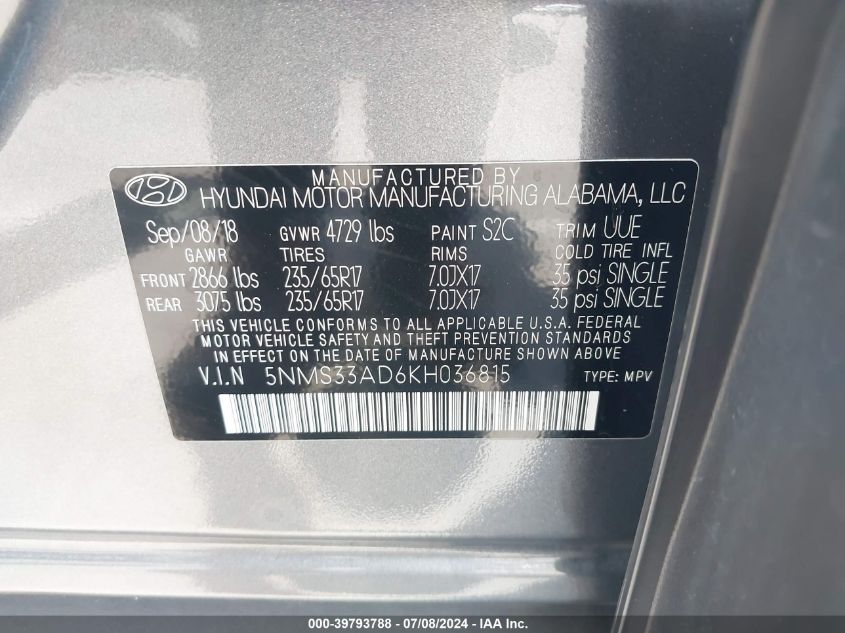 MANUFACTURED BY
HYUNDAI MOTOR MANUFACTURING ALABAMA, LLC
Sep/08/18 GVWR 4729 lbs PAINT S2C TRIM UUE
GAWR TIRES RIMS COLD TIRE INFL
FRONT 2866 lbs 235/65R17 7.0JX17 35 psi SINGLE
REAR 3075 lbs 235/65R17 7.0JX17 35 psi SINGLE
THIS VEHICLE CONFORMS TO ALL APPLICABLE U.S.A. FEDERAL
MOTOR VEHICLE SAFETY AND THEFT PREVENTION STANDARDS
IN EFFECT ON THE DATE OF MANUFACTURE SHOWN ABOVE
V.I.N 5NMS33AD6KH036815 TYPE: MPV
000-39793788 - 07/08/2024 - IAA Inc.